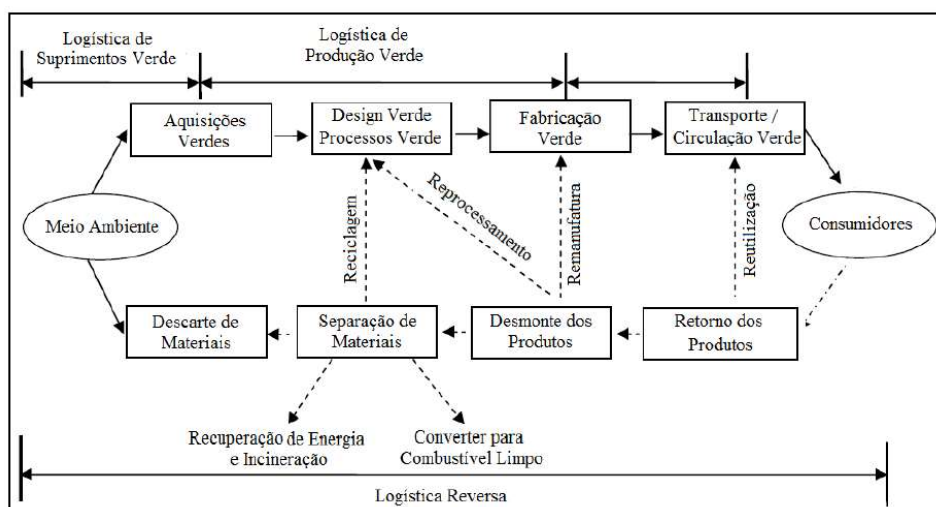 Logística de
Suprimentos Verde
Logística de
Produção Verde
Aquisições
Verdes
Design Verde
Processos Verde
Fabricação
Verde
Transporte /
Circulação Verde
Meio Ambiente
Reciclagem
Reprocessamento
Remanufatura
Reutilização
Consumidores
Descarte de
Materiais
Separação de
Materiais
Desmonte dos
Produtos
Retorno dos
Produtos
Recuperação de Energia
e Incineração
Converter para
Combustível Limpo
Logística Reversa